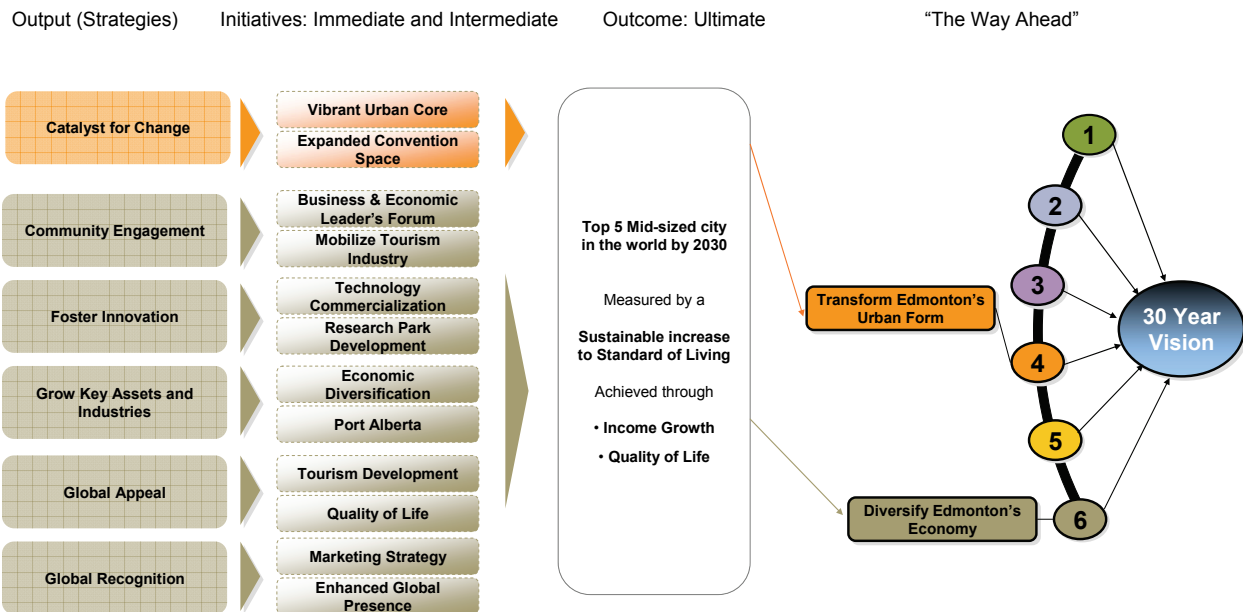 Output (Strategies)
Initiatives: Immediate and Intermediate
Outcome: Ultimate
“The Way Ahead”
Catalyst for Change
Vibrant Urban Core
Expanded Convention
Space
Community Engagement
Business & Economic
Leader’s Forum
Mobilize Tourism
Industry
Foster Innovation
Technology
Commercialization
Research Park
Development
Grow Key Assets and
Industries
Economic
Diversification
Port Alberta
Global Appeal
Tourism Development
Quality of Life
Global Recognition
Marketing Strategy
Enhanced Global
Presence
Top 5 Mid-sized city
in the world by 2030
Measured by a
Sustainable increase
to Standard of Living
Achieved through
• Income Growth
• Quality of Life
Transform Edmonton’s
Urban Form
Diversify Edmonton’s
Economy
1
2
3
4
5
6
30 Year
Vision